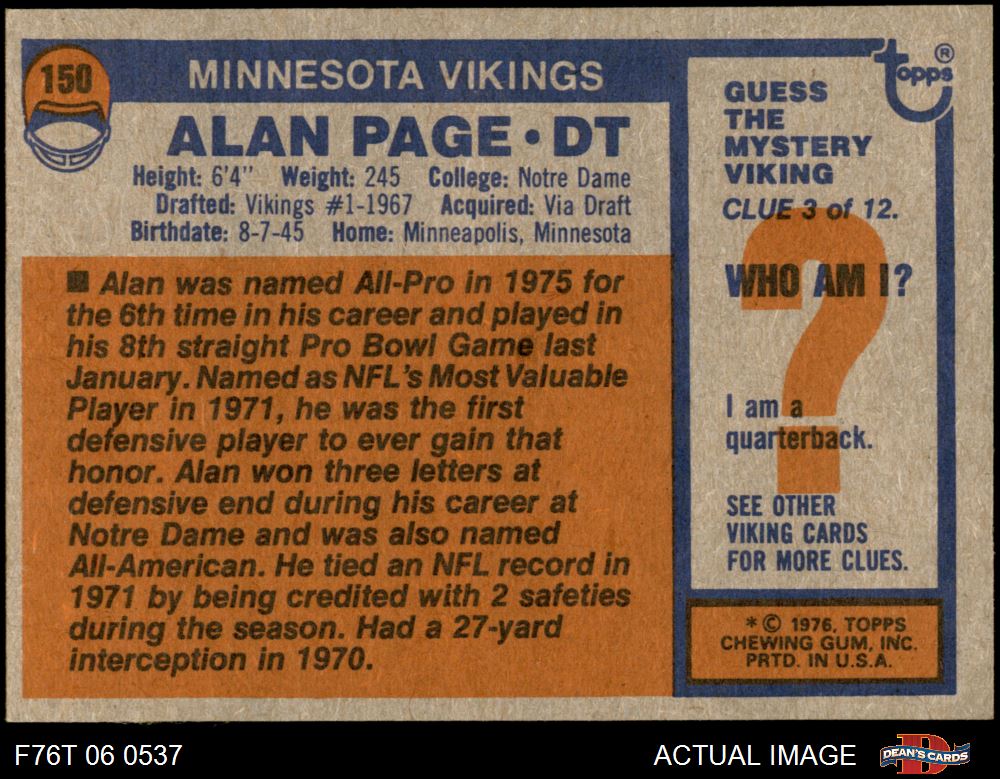 150
MINNESOTA VIKINGS
ALAN PAGE • DT
Height: 6'4" Weight: 245 College: Notre Dame
Drafted: Vikings #1-1967 Acquired: Via Draft
Birthdate: 8-7-45 Home: Minneapolis, Minnesota
■ Alan was named All-Pro in 1975 for
the 6th time in his career and played in
his 8th straight Pro Bowl Game last
January. Named as NFL's Most Valuable
Player in 1971, he was the first
defensive player to ever gain that
honor. Alan won three letters at
defensive end during his career at
Notre Dame and was also named
All-American. He tied an NFL record in
1971 by being credited with 2 safeties
during the season. Had a 27-yard
interception in 1970.
topps®
GUESS
THE
MYSTERY
VIKING
CLUE 3 of 12.
?
WHO AM I?
I am a
quarterback.
SEE OTHER
VIKING CARDS
FOR MORE CLUES.
* © 1976, TOPPS
CHEWING GUM, INC.
PRTD. IN U.S.A.
F76T 06 0537
ACTUAL IMAGE
D
DEAN'S CARDS